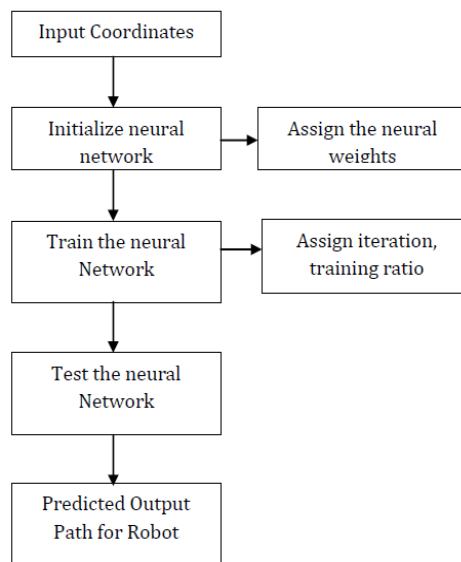 Input Coordinates
Initialize neural
network
Assign the neural
weights
Train the neural
Network
Assign iteration,
training ratio
Test the neural
Network
Predicted Output
Path for Robot